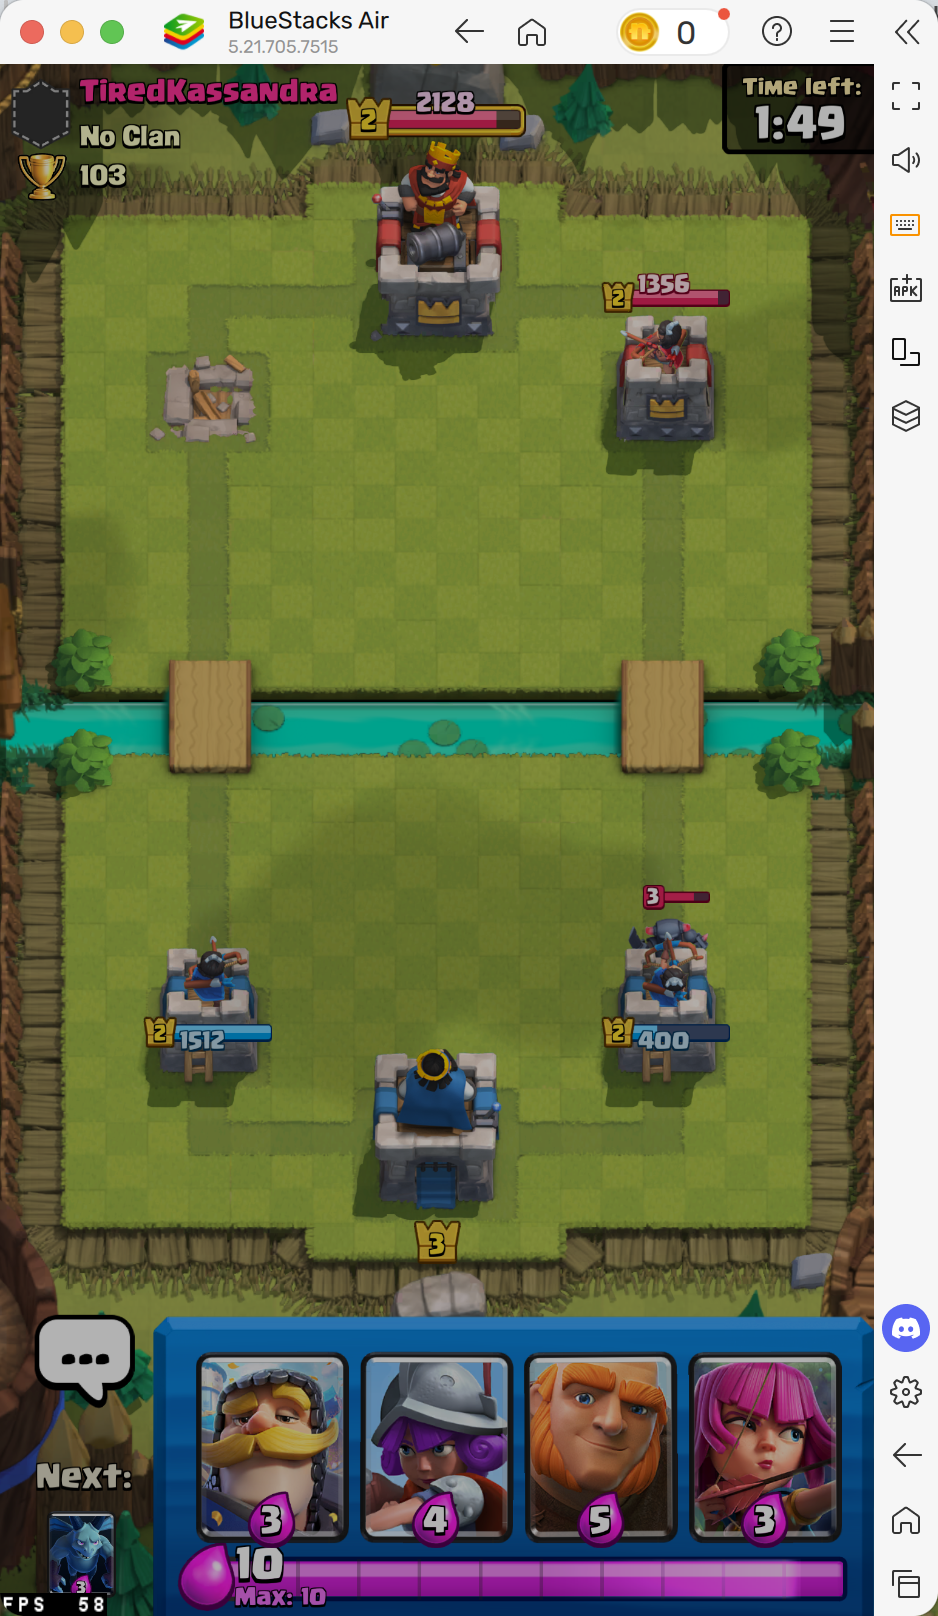 BlueStacks Air
5.21.705.7515
0
TiredKassandra
No Clan
103
2
2128
Time left:
1:49
2
1356
APK
3
2
1512
2
400
3
...
3
4
5
3
Next:
3
10
Max: 10
FPS 58